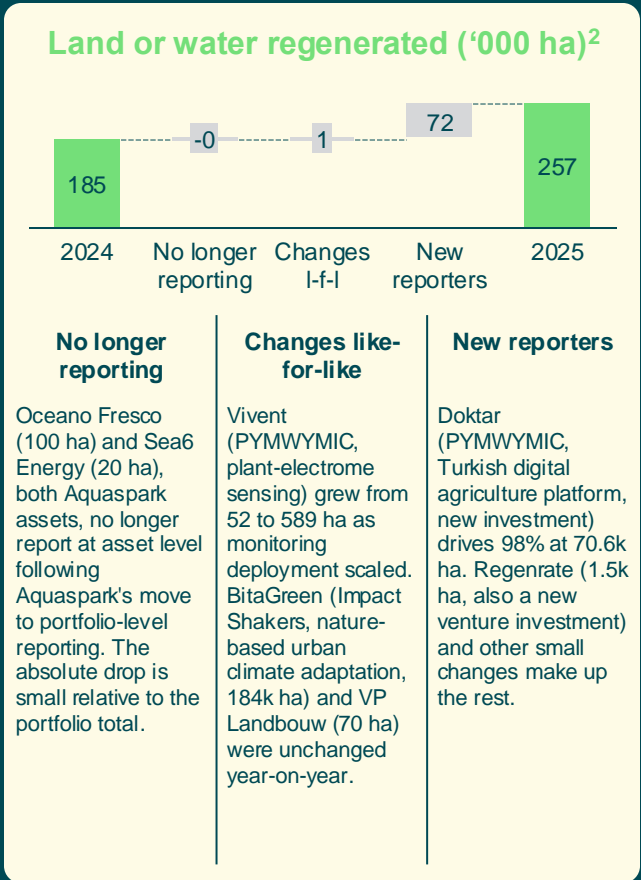 Land or water regenerated (‘000 ha)²
185
-0
1
72
257
2024
No longer
reporting
Changes
l-f-l
New
reporters
2025
No longer
reporting
Oceano Fresco
(100 ha) and Sea6
Energy (20 ha),
both Aquaspark
assets, no longer
report at asset level
following
Aquaspark's move
to portfolio-level
reporting. The
absolute drop is
small relative to the
portfolio total.
Changes like-
for-like
Vivent
(PYMWYMIC,
plant-electrome
sensing) grew from
52 to 589 ha as
monitoring
deployment scaled.
BitaGreen (Impact
Shakers, nature-
based urban
climate adaptation,
184k ha) and VP
Landbouw (70 ha)
were unchanged
year-on-year.
New reporters
Doktar
(PYMWYMIC,
Turkish digital
agriculture platform,
new investment)
drives 98% at 70.6k
ha. Regenrate (1.5k
ha, also a new
venture investment)
and other small
changes make up
the rest.